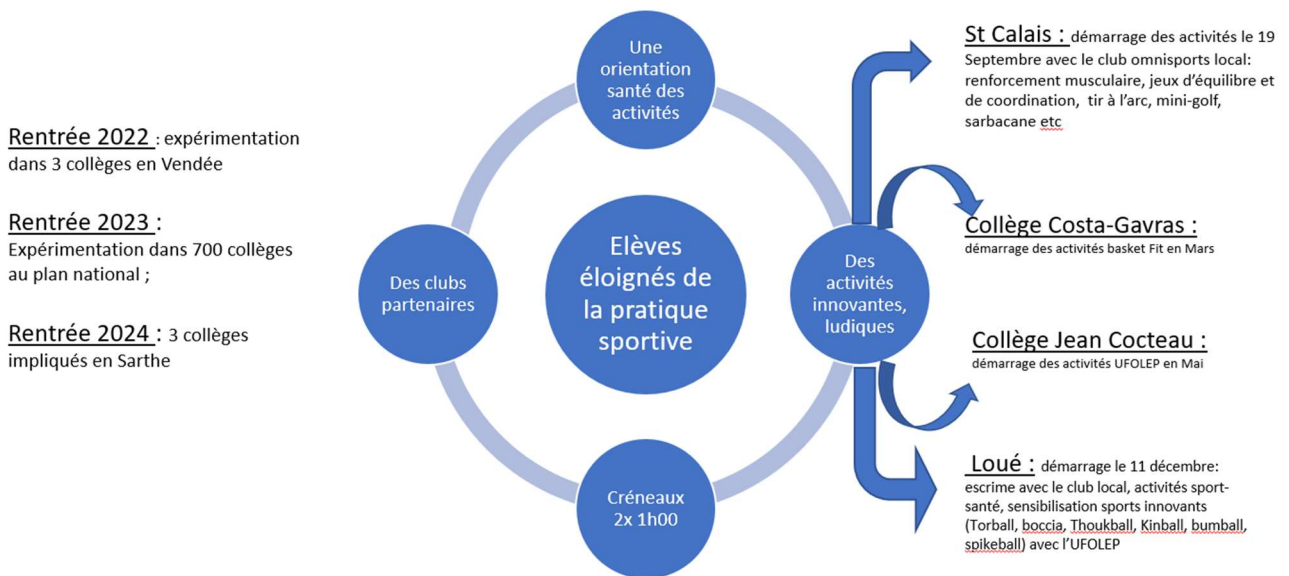 Rentrée 2022 : expérimentation
dans 3 collèges en Vendée
Rentrée 2023 :
Expérimentation dans 700 collèges
au plan national ;
Rentrée 2024 : 3 collèges
impliqués en Sarthe
Une
orientation
santé des
activités
Des clubs
partenaires
Elèves
éloignés de
la pratique
sportive
Des
activités
innovantes,
ludiques
Créneaux
2x 1h00
St Calais : démarrage des activités le 19
Septembre avec le club omnisports local:
renforcement musculaire, jeux d'équilibre et
de coordination, tir à l'arc, mini-golf,
sarbacane etc
Collège Costa-Gavras :
démarrage des activités basket Fit en Mars
Collège Jean Cocteau :
démarrage des activités UFOLEP en Mai
Loué : démarrage le 11 décembre:
escrime avec le club local, activités sport-
santé, sensibilisation sports innovants
(Torball, boccia, Thoukball, Kinball, bumball,
spikeball) avec l'UFOLEP